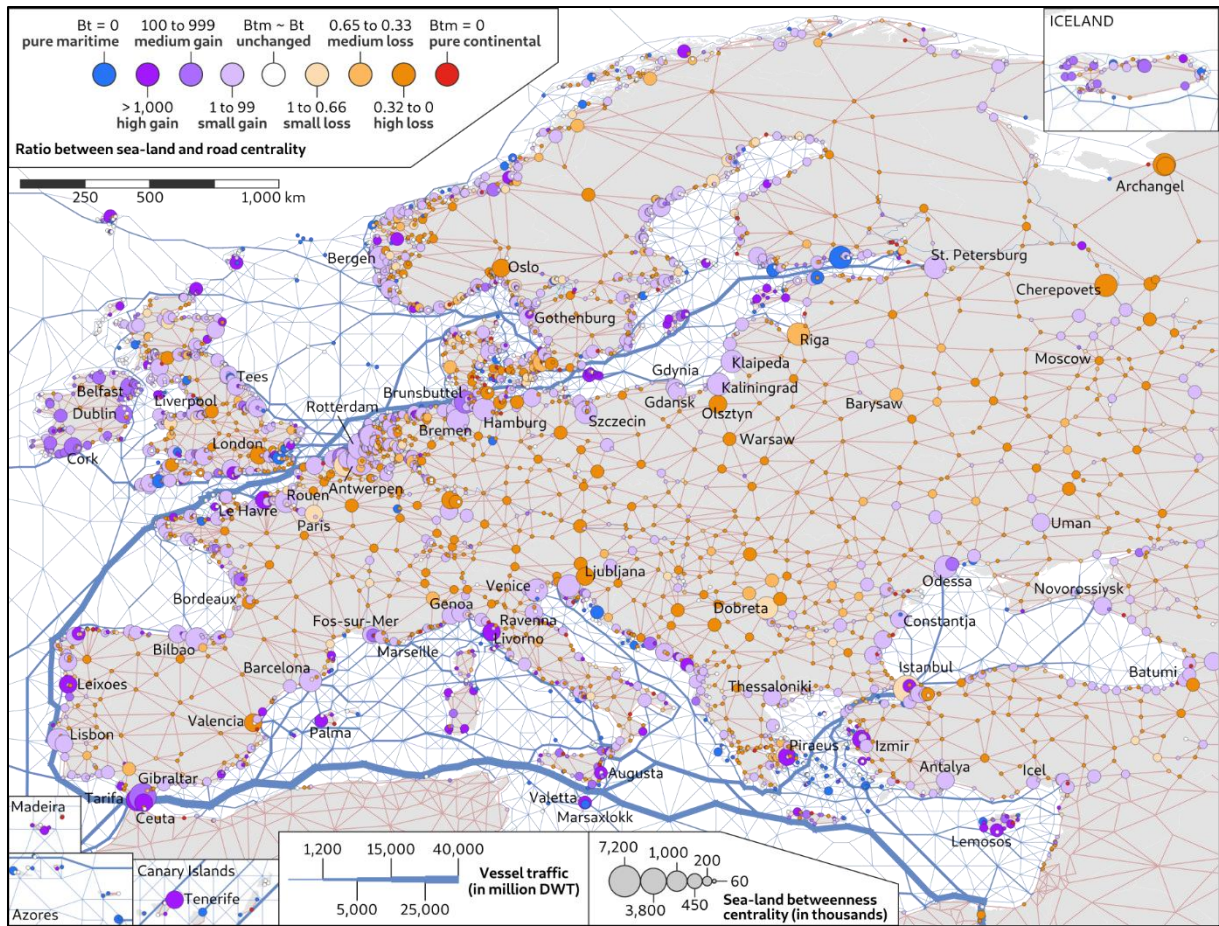 Bt = 0
pure maritime
100 to 999
medium gain
Btm ~ Bt
unchanged
0.65 to 0.33
medium loss
Btm = 0
pure continental
> 1,000
high gain
1 to 99
small gain
1 to 0.66
small loss
0.32 to 0
high loss
Ratio between sea-land and road centrality
250
500
1,000 km
ICELAND
Archangel
Bergen
Oslo
St. Petersburg
Cherepovets
Gothenburg
Riga
Moscow
Tees
Klaipeda
Gdynia
Belfast
Brunsbuttel
Kaliningrad
Liverpool
Dublin
Rotterdam
Gdansk
Olsztyn
Barysaw
Hamburg
Szczecin
Bremen
London
Warsaw
Cork
Antwerpen
Rouen
Le Havre
Paris
Uman
Ljubljana
Odessa
Venice
Novorossiysk
Bordeaux
Genoa
Dobreta
Fos-sur-Mer
Ravenna
Constantja
Livorno
Marseille
Bilbao
Barcelona
Istanbul
Batumi
Leixoes
Thessaloniki
Valencia
Palma
Lisbon
Piraeus
Izmir
Gibraltar
Augusta
Antalya
Icel
Tarifa
Valetta
Madeira
Ceuta
Marsaxlokk
Lemosos
Azores
Canary Islands
Tenerife
1,200
15,000
40,000
Vessel traffic
(in million DWT)
5,000
25,000
7,200
1,000
200
60
3,800
450
Sea-land betweenness
centrality (in thousands)